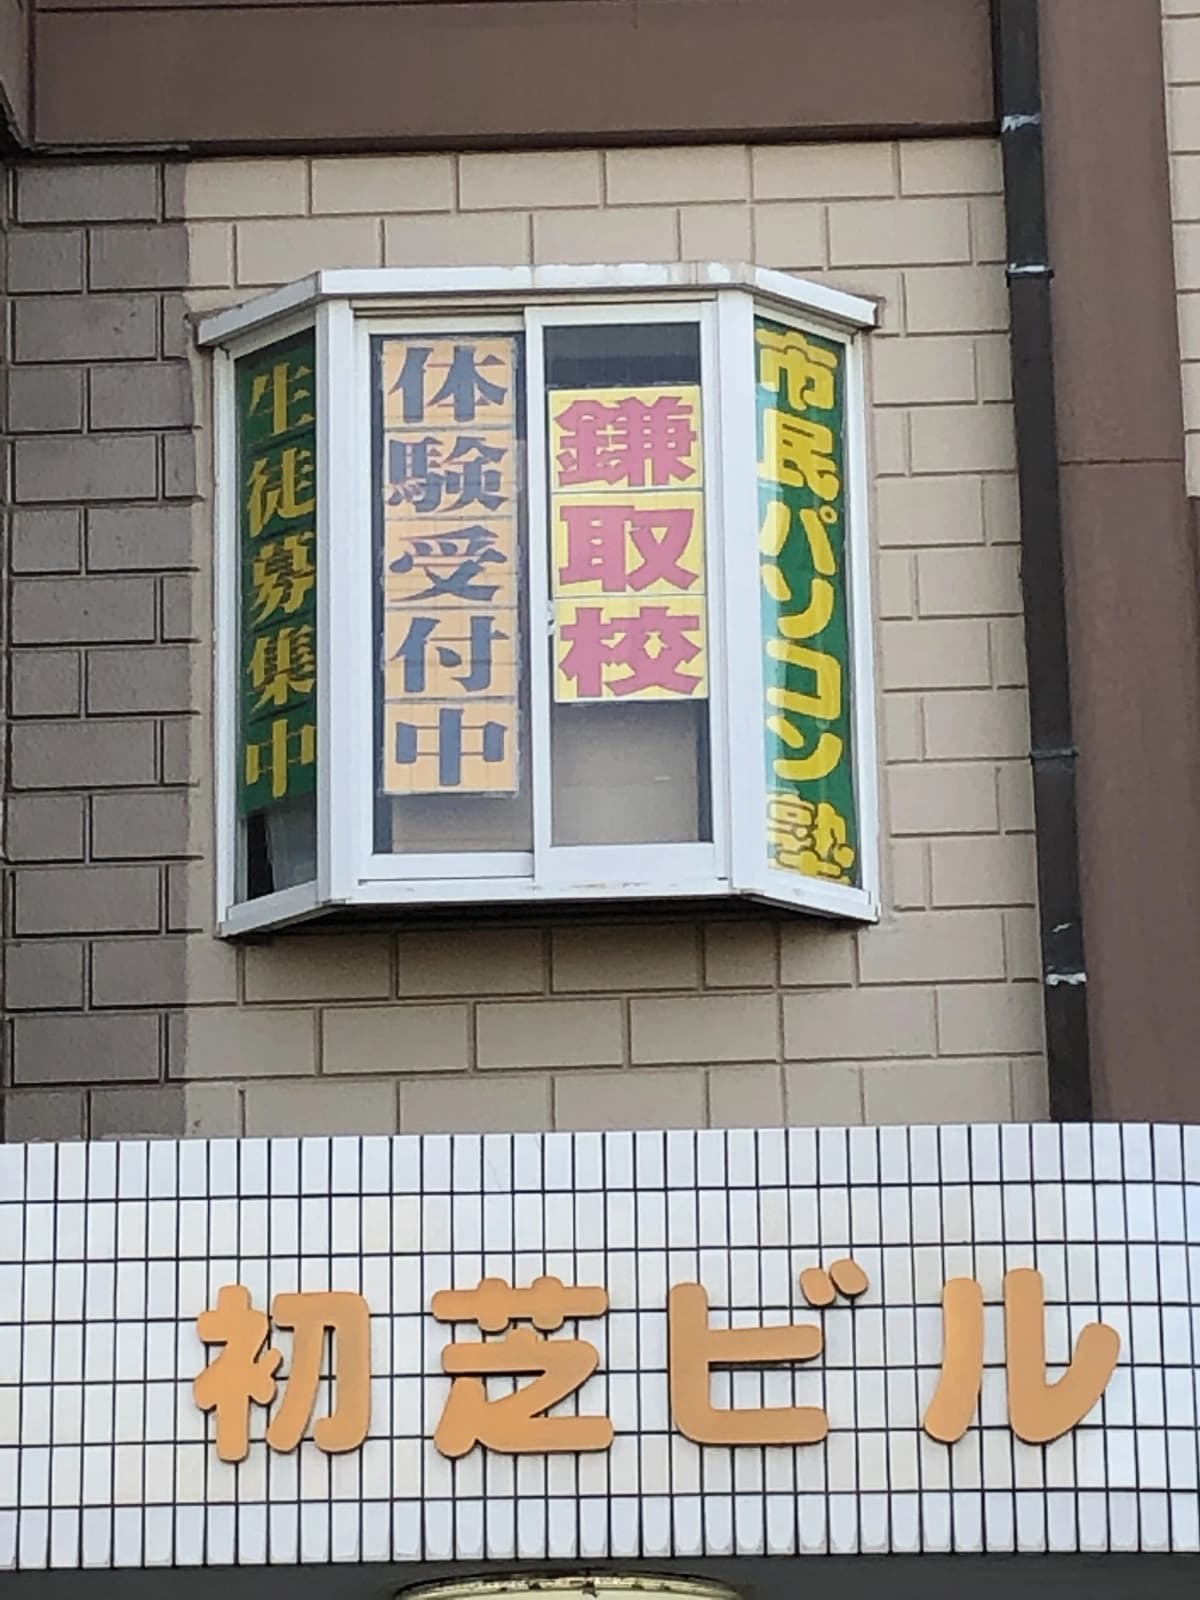 市民パソコン塾
鎌取校
体験受付中
生徒募集中
初芝ビル